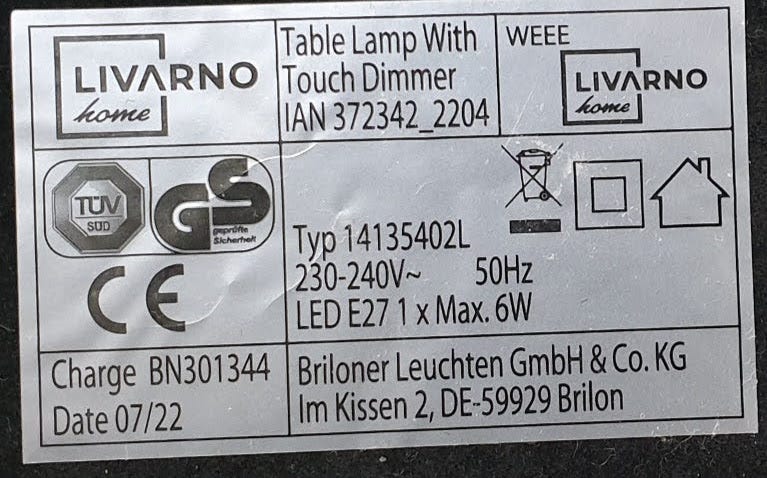 LIVARNO
home
Table Lamp With
Touch Dimmer
IAN 372342_2204
WEEE
LIVARNO
home
TÜV
SÜD
GS
geprüfte
Sicherheit
CE
Typ 14135402L
230-240V~ 50Hz
LED E27 1 x Max. 6W
Charge BN301344
Date 07/22
Briloner Leuchten GmbH & Co. KG
Im Kissen 2, DE-59929 Brilon